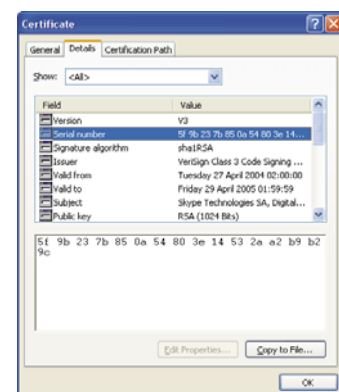 Certificate
General Details Certification Path
Show: <All>
Field Value
Version V3
Serial number 5f 9b 23 7b 85 0a 54 80 3e 14...
Signature algorithm sha1RSA
Issuer VeriSign Class 3 Code Signing ...
Valid from Tuesday 27 April 2004 02:00:00
Valid to Friday 29 April 2005 01:59:59
Subject Skype Technologies SA, Digital...
Public key RSA (1024 Bits)
5f 9b 23 7b 85 0a 54 80 3e 14 53 2a a2 b9 b2
9c
Edit Properties... Copy to File...
OK